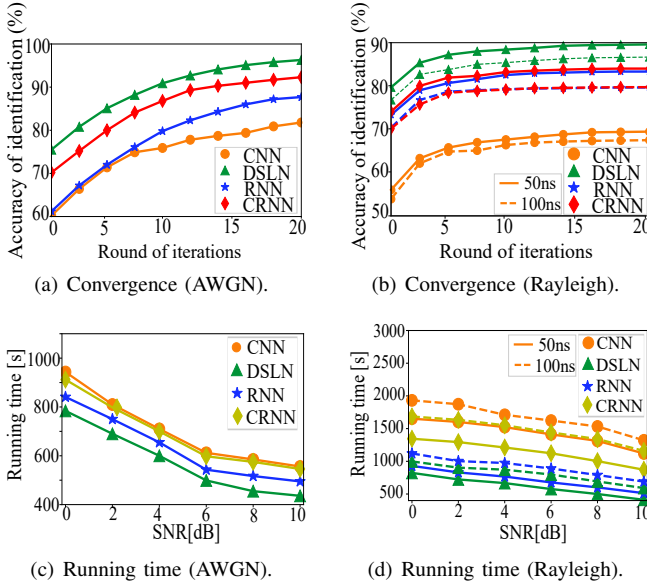 Accuracy of identification (%)
100
90
80
70
60
0
5
10
15
20
CNN
DSLN
RNN
CRNN
Round of iterations
(a) Convergence (AWGN).
Accuracy of identification (%)
90
80
70
60
50
0
5
10
15
20
50ns
100ns
CNN
DSLN
RNN
CRNN
Round of iterations
(b) Convergence (Rayleigh).
Running time [s]
1000
800
600
400
0
2
4
6
8
10
CNN
DSLN
RNN
CRNN
SNR[dB]
(c) Running time (AWGN).
Running time [s]
3000
2500
2000
1500
1000
500
0
2
4
6
8
10
50ns
100ns
CNN
DSLN
RNN
CRNN
SNR[dB]
(d) Running time (Rayleigh).